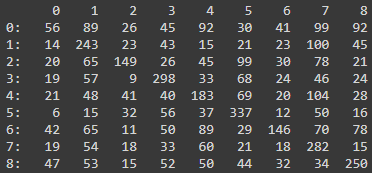 0 1 2 3 4 5 6 7 8
0: 56 89 26 45 92 30 41 99 92
1: 14 243 23 43 15 21 23 100 45
2: 20 65 149 26 45 99 30 78 21
3: 19 57 9 298 33 68 24 46 24
4: 21 48 41 40 183 69 20 104 28
5: 6 15 32 56 37 337 12 50 16
6: 42 65 11 50 89 29 146 70 78
7: 19 54 18 33 60 21 18 282 15
8: 47 53 15 52 50 44 32 34 250